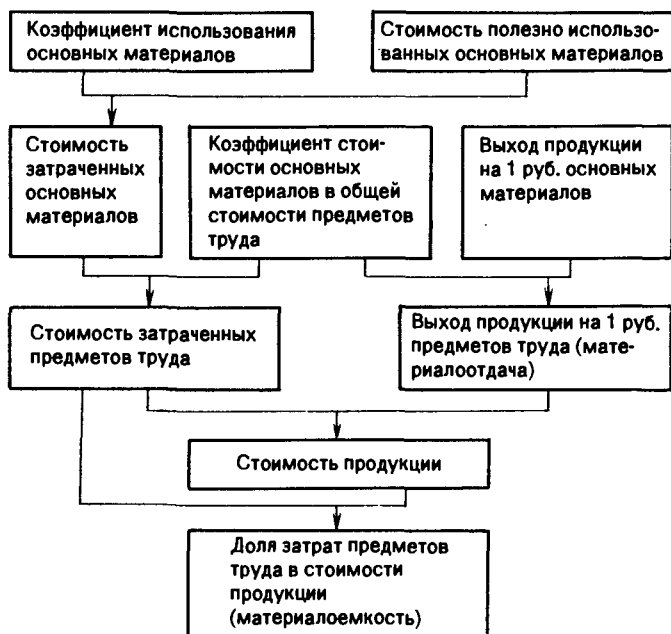 Коэффициент использования
основных материалов
Стоимость полезно использо-
ванных основных материалов
Стоимость
затраченных
основных
материалов
Коэффициент стои-
мости основных
материалов в общей
стоимости предметов
труда
Выход продукции
на 1 руб. основных
материалов
Стоимость затраченных
предметов труда
Выход продукции на 1 руб.
предметов труда (мате-
риалоотдача)
Стоимость продукции
Доля затрат предметов
труда в стоимости
продукции
(материалоемкость)